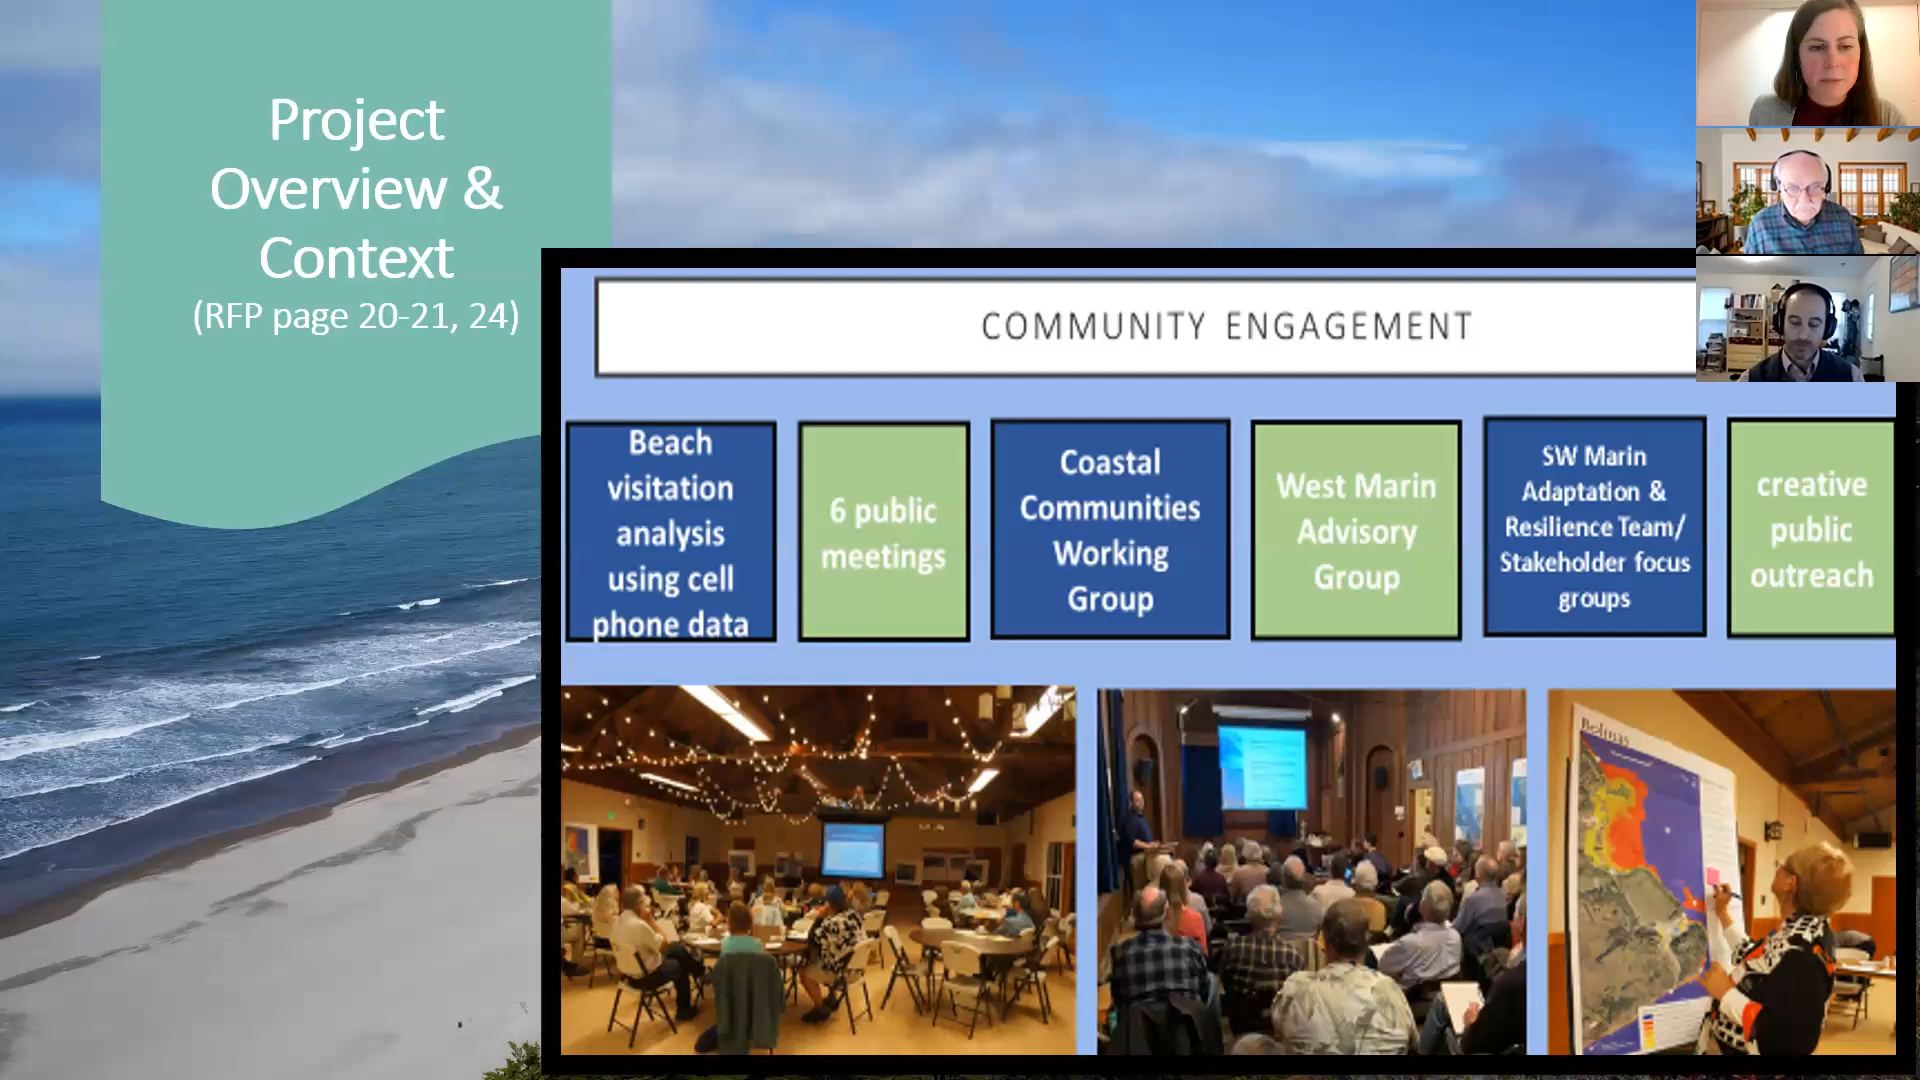 Project
Overview &
Context
(RFP page 20-21, 24)
COMMUNITY ENGAGEMENT
Beach
visitation
analysis
using cell
phone data
6 public
meetings
Coastal
Communities
Working
Group
West Marin
Advisory
Group
SW Marin
Adaptation &
Resilience Team/
Stakeholder focus
groups
creative
public
outreach
Bolinas